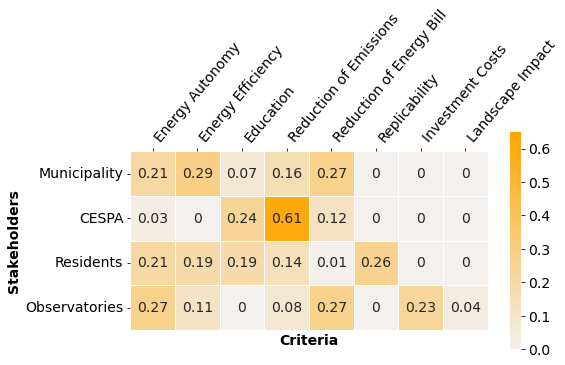 Energy Autonomy
Energy Efficiency
Education
Reduction of Emissions
Reduction of Energy Bill
Replicability
Investment Costs
Landscape Impact
Stakeholders
Municipality 0.21 0.29 0.07 0.16 0.27 0 0 0
CESPA 0.03 0 0.24 0.61 0.12 0 0 0
Residents 0.21 0.19 0.19 0.14 0.01 0.26 0 0
Observatories 0.27 0.11 0 0.08 0.27 0 0.23 0.04
Criteria
0.6
0.5
0.4
0.3
0.2
0.1
0.0